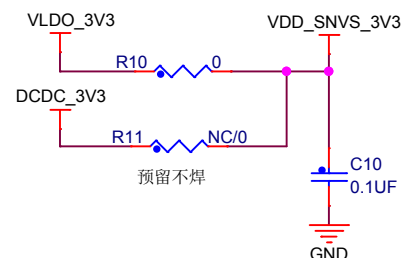 VLDO_3V3
VDD_SNVS_3V3
R10 0
DCDC_3V3
R11 NC/0
预留不焊
C10
0.1UF
GND